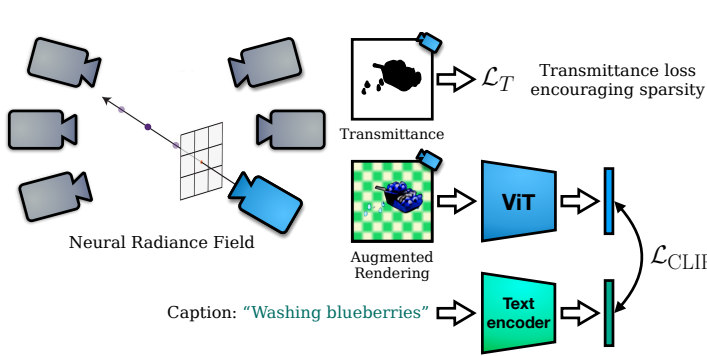 Neural Radiance Field
Transmittance
ℒ_T
Transmittance loss
encouraging sparsity
Augmented
Rendering
ViT
ℒ_CLIP
Caption: “Washing blueberries”
Text
encoder